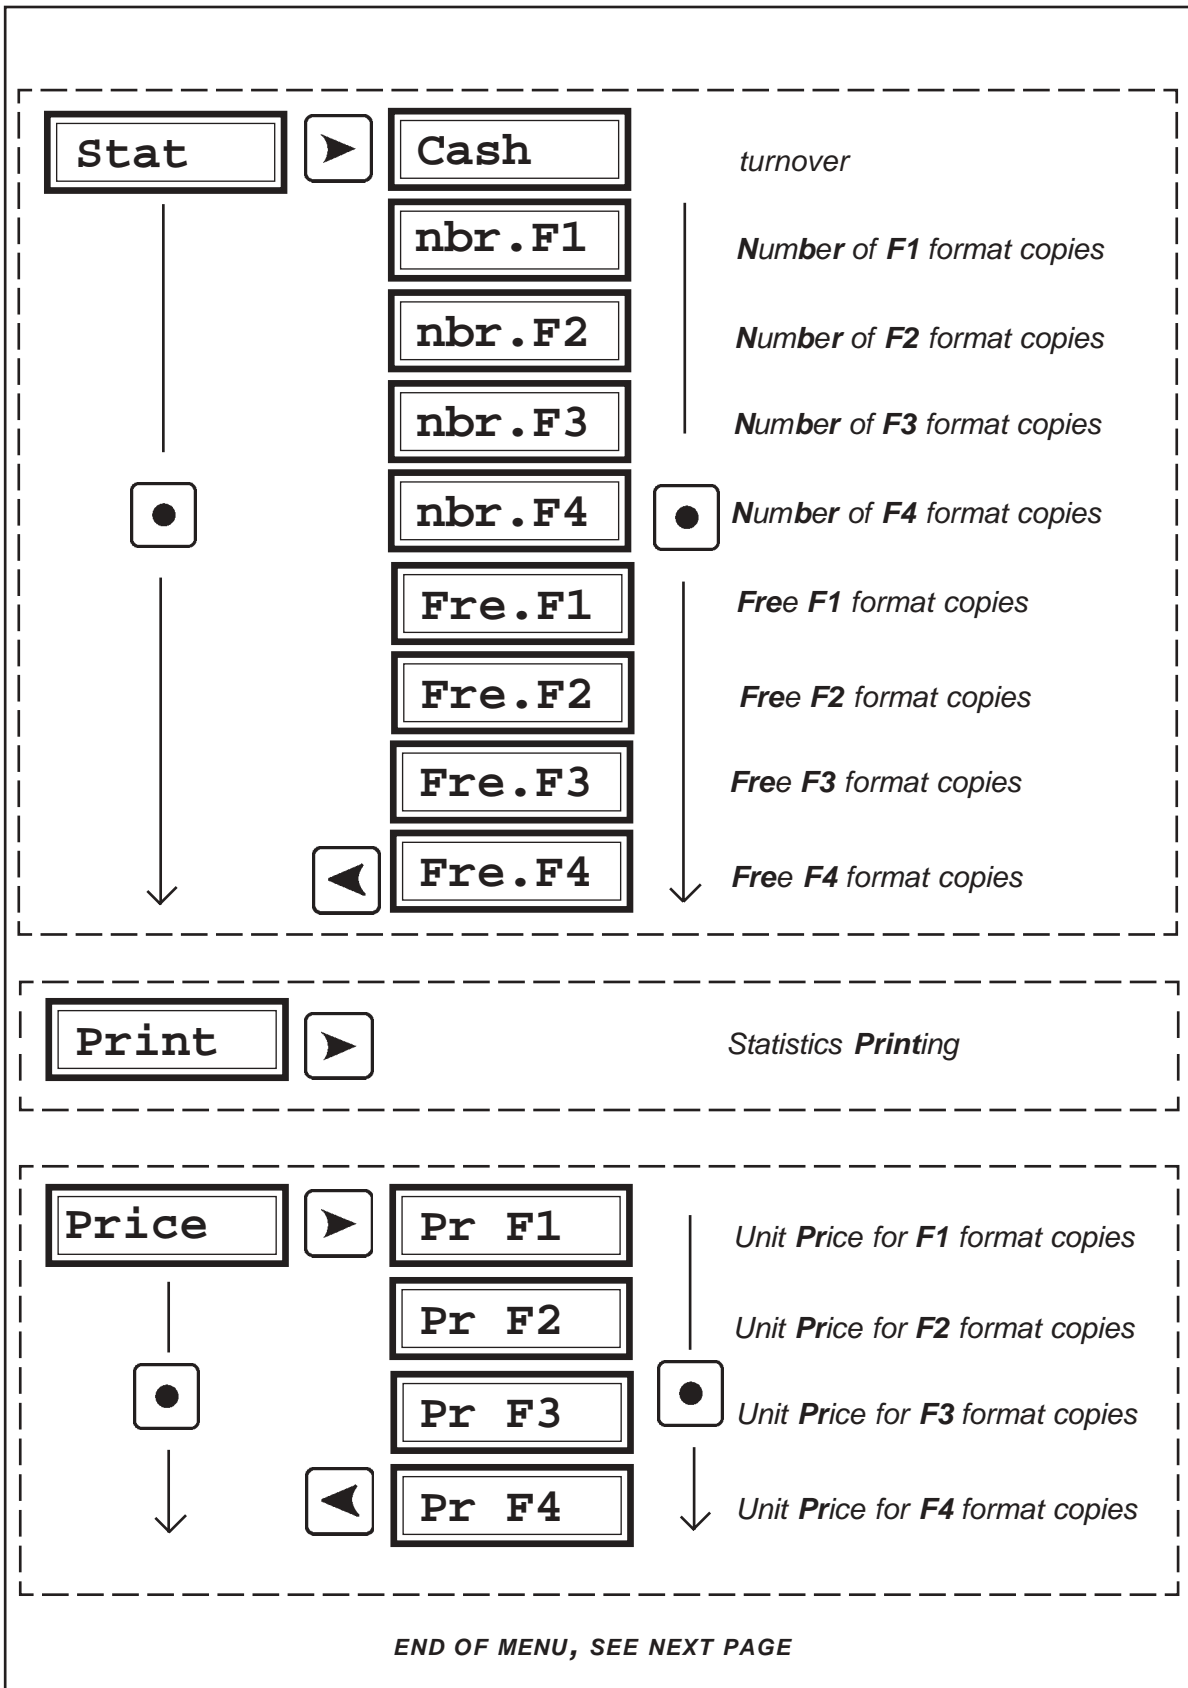 Stat
Cash
turnover
nbr.F1
Number of F1 format copies
nbr.F2
Number of F2 format copies
nbr.F3
Number of F3 format copies
nbr.F4
Number of F4 format copies
Fre.F1
Free F1 format copies
Fre.F2
Free F2 format copies
Fre.F3
Free F3 format copies
Fre.F4
Free F4 format copies
Print
Statistics Printing
Price
Pr F1
Unit Price for F1 format copies
Pr F2
Unit Price for F2 format copies
Pr F3
Unit Price for F3 format copies
Pr F4
Unit Price for F4 format copies
END OF MENU, SEE NEXT PAGE